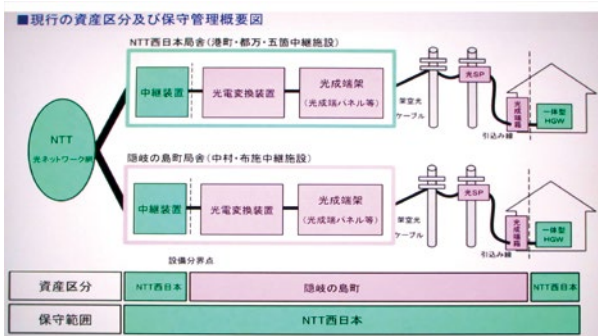 ■現行の資産区分及び保守管理概要図
NTT西日本局舎(港町・都万・五箇中継施設)
中継装置
光電変換装置
光成端架
(光成端パネル等)
架空光
ケーブル
光SP
引込み線
光成端箱
一体型
HGW
NTT
光ネットワーク網
隠岐の島町局舎(中村・布施中継施設)
中継装置
光電変換装置
光成端架
(光成端パネル等)
架空光
ケーブル
光SP
引込み線
光成端箱
一体型
HGW
設備分界点
資産区分
NTT西日本
隠岐の島町
NTT西日本
保守範囲
NTT西日本